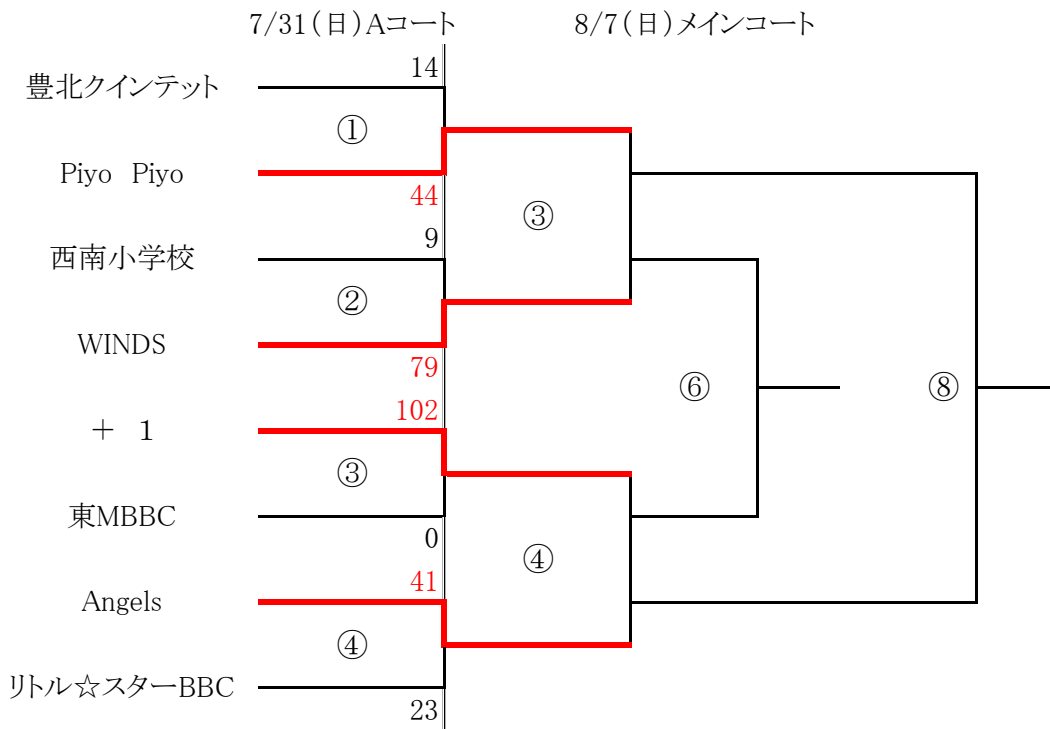 7/31(日)Aコート 8/7(日)メインコート
14
豊北クインテット
①
Piyo Piyo
44
③
9
西南小学校
②
WINDS
79
⑥
⑧
102
＋ 1
③
東MBBC
0
④
41
Angels
④
リトル☆スターBBC
23